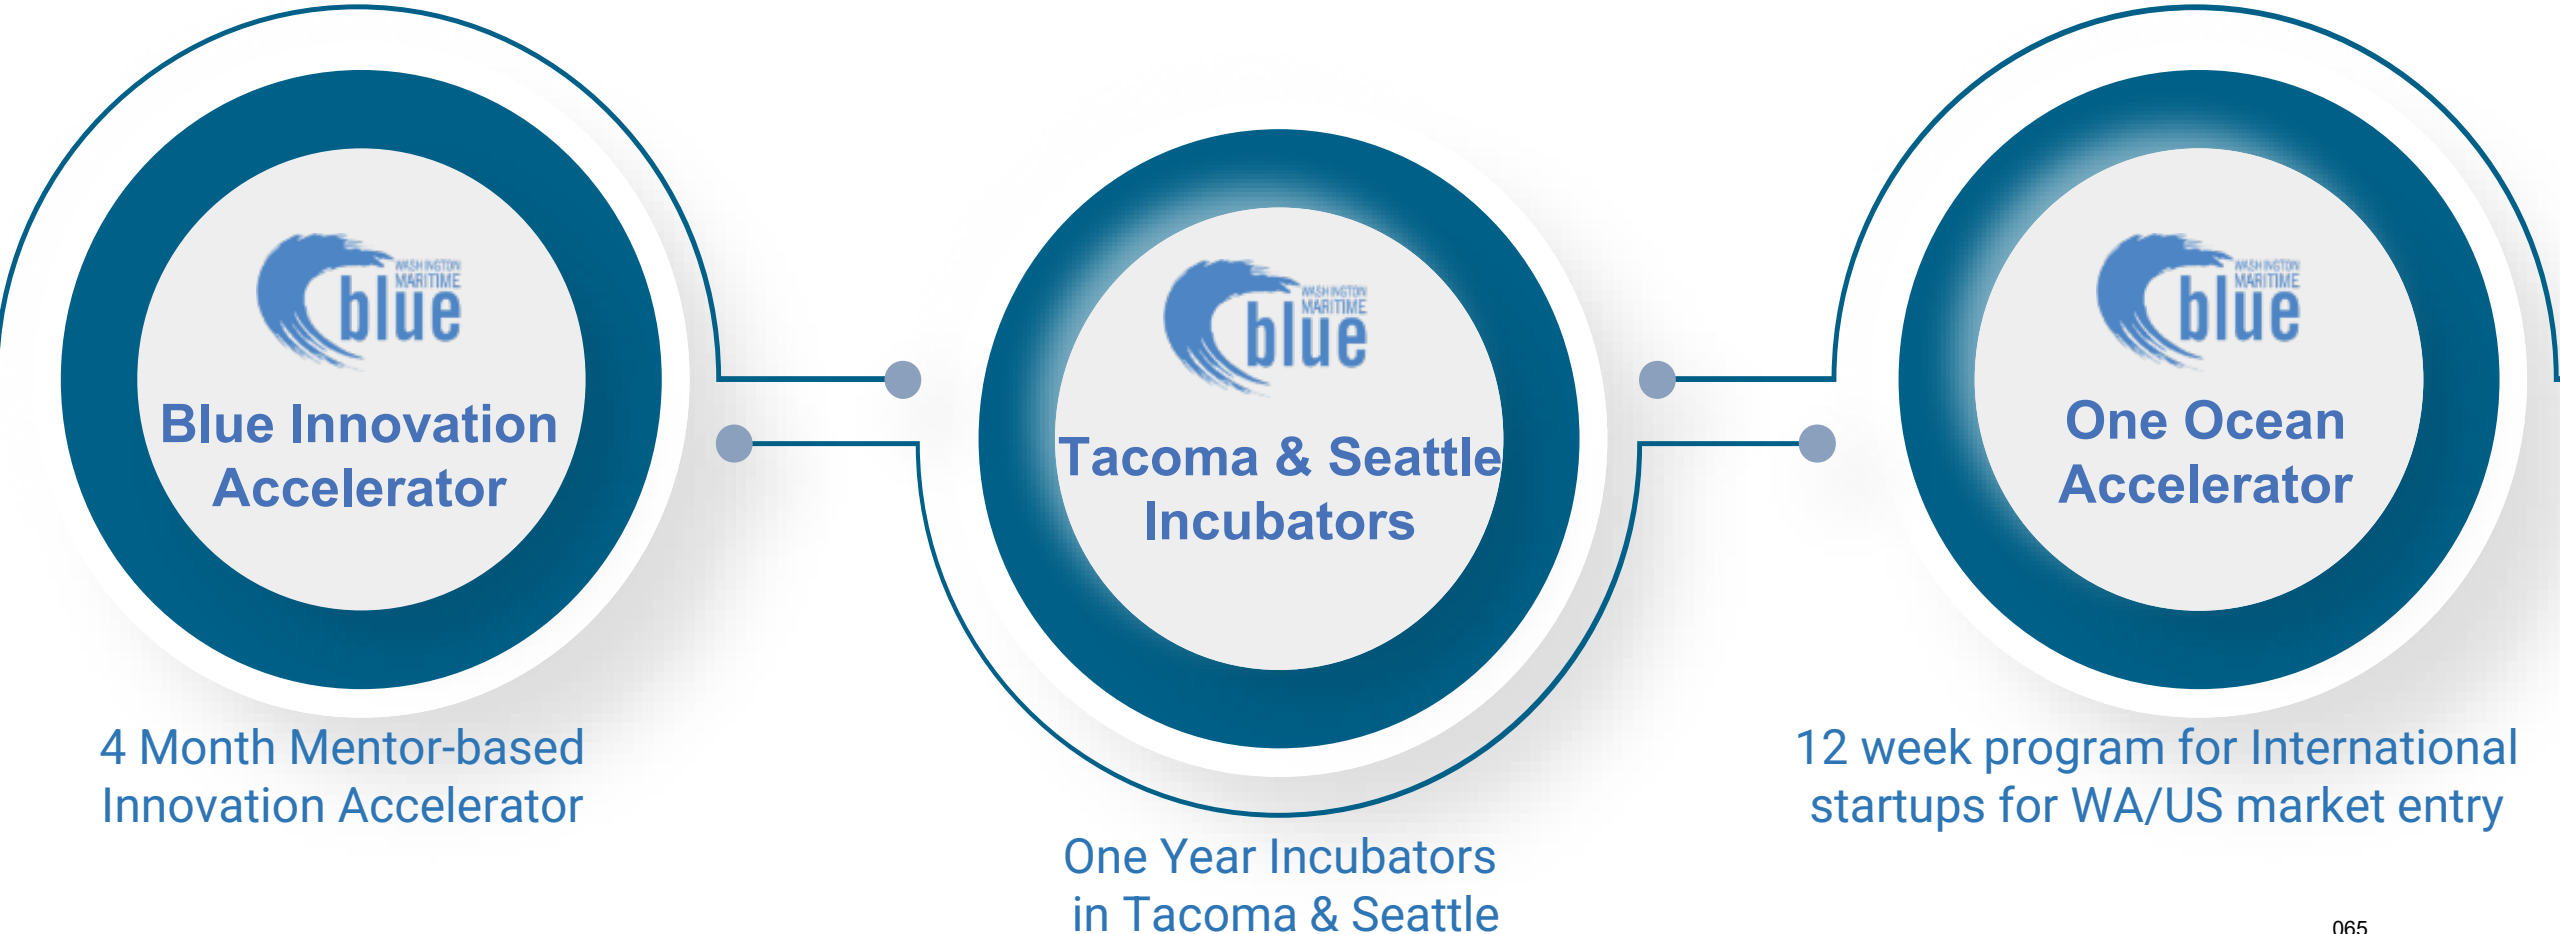 WASHINGTON
MARITIME
blue
Blue Innovation
Accelerator
4 Month Mentor-based
Innovation Accelerator
WASHINGTON
MARITIME
blue
Tacoma & Seattle
Incubators
One Year Incubators
in Tacoma & Seattle
WASHINGTON
MARITIME
blue
One Ocean
Accelerator
12 week program for International
startups for WA/US market entry
065